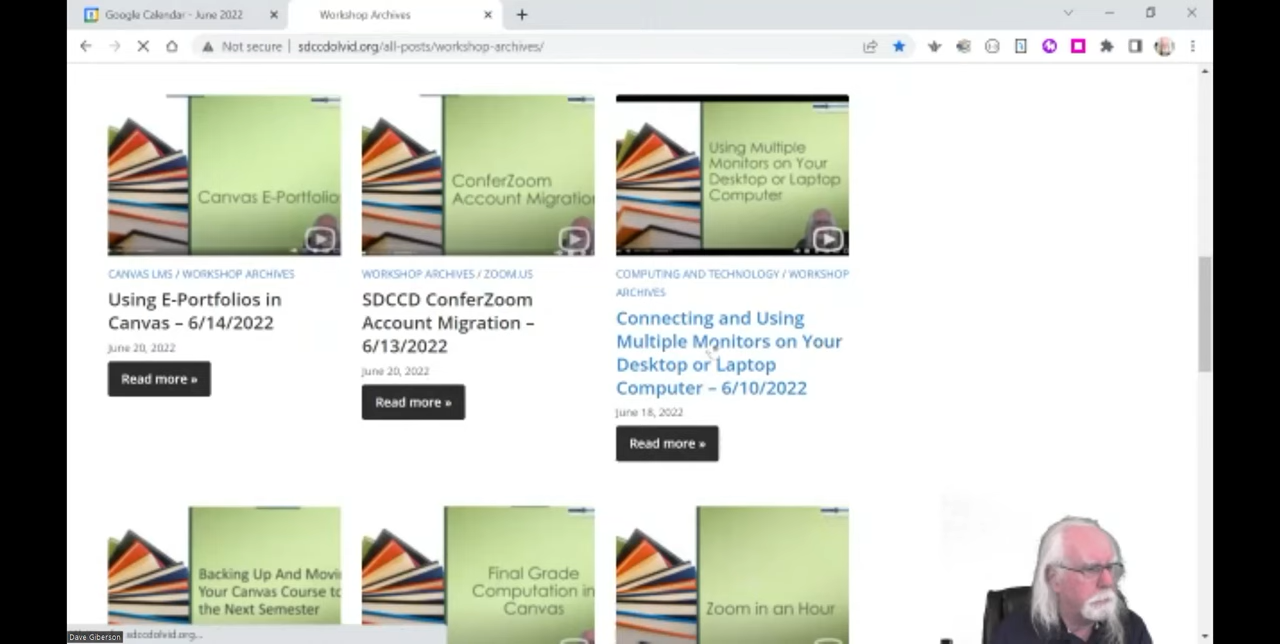 Google Calendar - June 2022
Workshop Archives
Not secure
sdccdolvid.org/all-posts/workshop-archives/
Canvas E-Portfolio
ConferZoom
Account Migration
Using Multiple
Monitors on Your
Desktop or Laptop
Computer
CANVAS LMS / WORKSHOP ARCHIVES
Using E-Portfolios in
Canvas – 6/14/2022
June 20, 2022
Read more »
WORKSHOP ARCHIVES / ZOOM.US
SDCCD ConferZoom
Account Migration –
6/13/2022
June 20, 2022
Read more »
COMPUTING AND TECHNOLOGY / WORKSHOP
ARCHIVES
Connecting and Using
Multiple Monitors on Your
Desktop or Laptop
Computer – 6/10/2022
June 18, 2022
Read more »
Backing Up And Movi
Your Canvas Course to
the Next Semester
Final Grade
Computation in
Canvas
Zoom in an Hour
Dave Giberson
sdccdolvid.org...